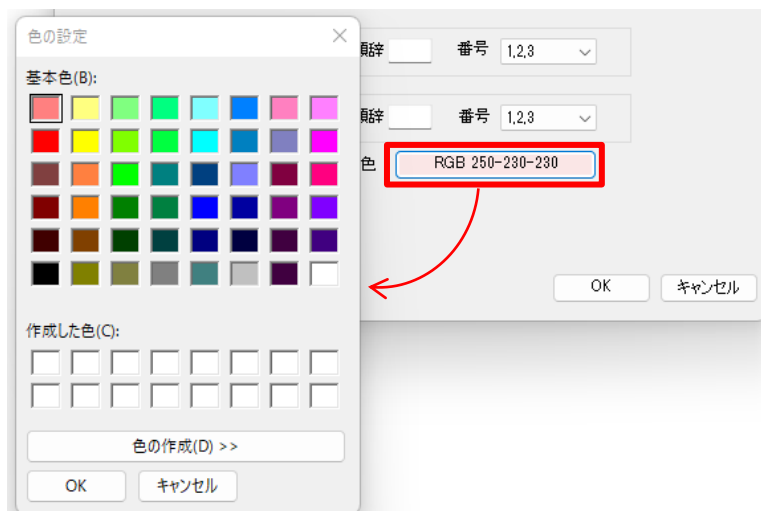 色の設定
基本色(B):
作成した色(C):
色の作成(D) >>
OK
キャンセル
頭辞
番号
1,2,3
頭辞
番号
1,2,3
色
RGB 250-230-230
OK
キャンセル